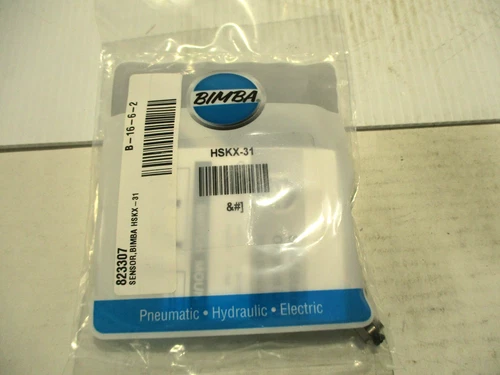 BIMBA
HSKX-31
&#]
Pneumatic • Hydraulic • Electric
B-16-6-2
823307
SENSOR,BIMBA HSKX-31